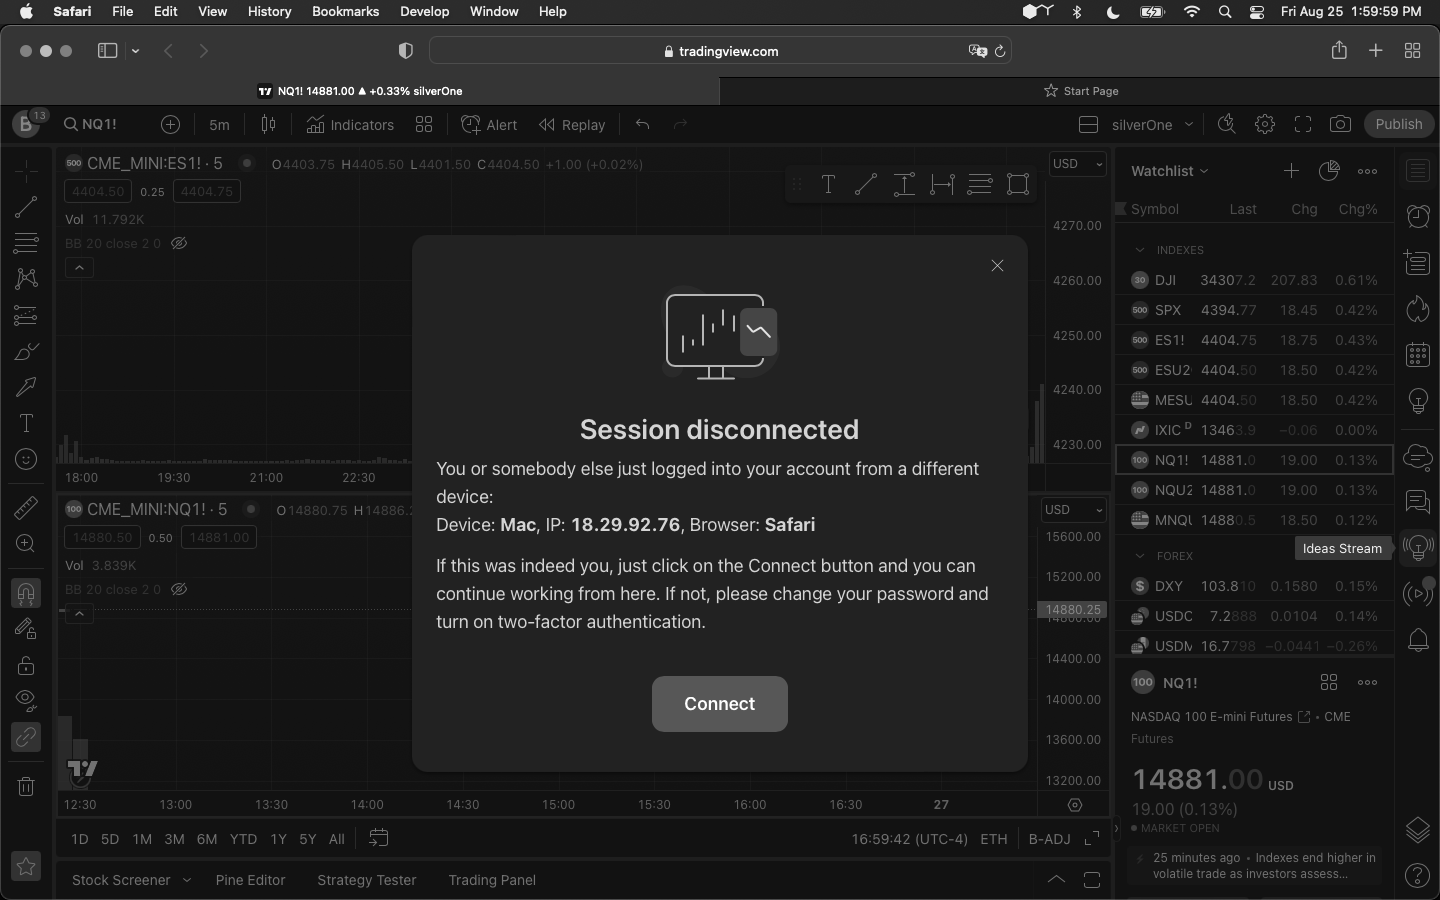 Safari File Edit View History Bookmarks Develop Window Help Fri Aug 25 1:59:59 PM
tradingview.com
NQ1! 14881.00 ▲ +0.33% silverOne
Start Page
B 13 NQ1! 5m Indicators Alert Replay silverOne Publish
500 CME_MINI:ES1! · 5 O4403.75 H4405.50 L4401.50 C4404.50 +1.00 (+0.02%)
USD
4404.50 0.25 4404.75
Vol 11.792K
BB 20 close 2 0
4270.00
4260.00
4250.00
4240.00
4230.00
18:00 19:30 21:00 22:30
100 CME_MINI:NQ1! · 5 O14880.75 H14886.2
USD
14880.50 0.50 14881.00
Vol 3.839K
BB 20 close 2 0
15600.00
15200.00
14880.25
14400.00
14000.00
13600.00
13200.00
12:30 13:00 13:30 14:00 14:30 15:00 15:30 16:00 16:30 27
1D 5D 1M 3M 6M YTD 1Y 5Y All 16:59:42 (UTC-4) ETH B-ADJ
Stock Screener Pine Editor Strategy Tester Trading Panel
Session disconnected
You or somebody else just logged into your account from a different
device:
Device: Mac, IP: 18.29.92.76, Browser: Safari
If this was indeed you, just click on the Connect button and you can
continue working from here. If not, please change your password and
turn on two-factor authentication.
Connect
Watchlist
Symbol Last Chg Chg%
INDEXES
30 DJI 34307.2 207.83 0.61%
500 SPX 4394.77 18.45 0.42%
500 ES1! 4404.75 18.75 0.43%
500 ESU2 4404.50 18.50 0.42%
MESU 4404.50 18.50 0.42%
IXIC D 13463.9 −0.06 0.00%
100 NQ1! 14881.0 19.00 0.13%
100 NQU2 14881.0 19.00 0.13%
MNQU 14880.5 18.50 0.12%
Ideas Stream
FOREX
$ DXY 103.810 0.1580 0.15%
USDC 7.2888 0.0104 0.14%
USDM 16.7798 −0.0441 −0.26%
100 NQ1!
NASDAQ 100 E-mini Futures • CME
Futures
14881.00 USD
19.00 (0.13%)
MARKET OPEN
25 minutes ago • Indexes end higher in
volatile trade as investors assess...